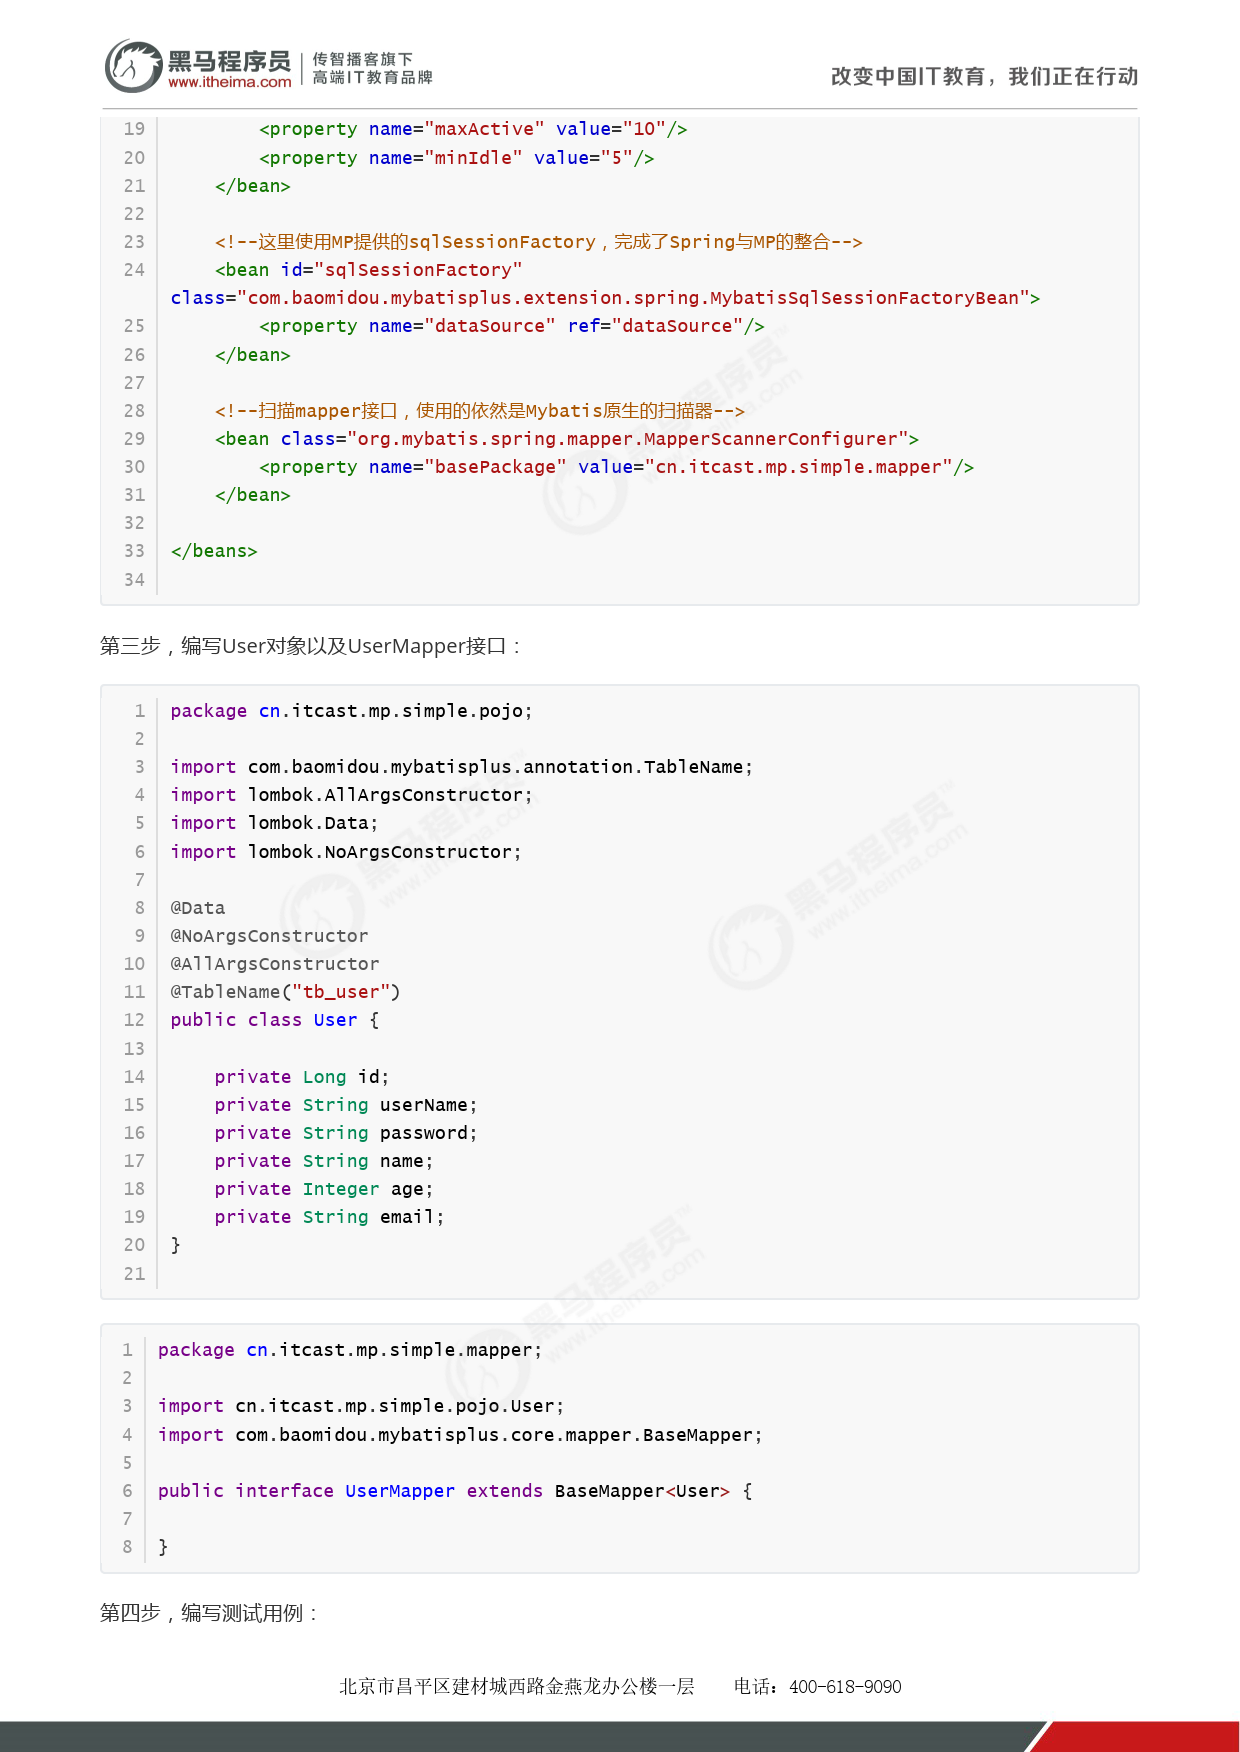 黑马程序员
www.itheima.com
传智播客旗下
高端IT教育品牌
改变中国IT教育，我们正在行动
19         <property name="maxActive" value="10"/>
20         <property name="minIdle" value="5"/>
21     </bean>
22
23     <!--这里使用MP提供的sqlSessionFactory，完成了Spring与MP的整合-->
24     <bean id="sqlSessionFactory"
class="com.baomidou.mybatisplus.extension.spring.MybatisSqlSessionFactoryBean">
25         <property name="dataSource" ref="dataSource"/>
26     </bean>
27
28     <!--扫描mapper接口，使用的依然是Mybatis原生的扫描器-->
29     <bean class="org.mybatis.spring.mapper.MapperScannerConfigurer">
30         <property name="basePackage" value="cn.itcast.mp.simple.mapper"/>
31     </bean>
32
33 </beans>
34
第三步，编写User对象以及UserMapper接口：
1 package cn.itcast.mp.simple.pojo;
2
3 import com.baomidou.mybatisplus.annotation.TableName;
4 import lombok.AllArgsConstructor;
5 import lombok.Data;
6 import lombok.NoArgsConstructor;
7
8 @Data
9 @NoArgsConstructor
10 @AllArgsConstructor
11 @TableName("tb_user")
12 public class User {
13
14     private Long id;
15     private String userName;
16     private String password;
17     private String name;
18     private Integer age;
19     private String email;
20 }
21
1 package cn.itcast.mp.simple.mapper;
2
3 import cn.itcast.mp.simple.pojo.User;
4 import com.baomidou.mybatisplus.core.mapper.BaseMapper;
5
6 public interface UserMapper extends BaseMapper<User> {
7
8 }
第四步，编写测试用例：
北京市昌平区建材城西路金燕龙办公楼一层 电话：400-618-9090